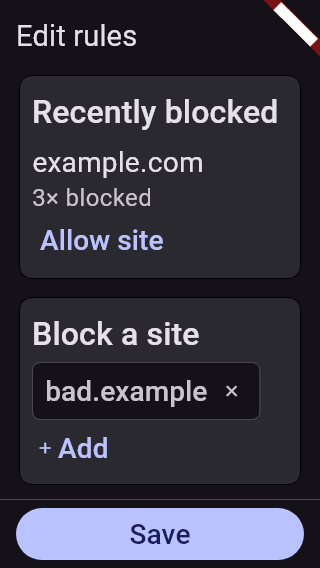 Edit rules
Recently blocked
example.com
3× blocked
Allow site
Block a site
bad.example ×
+ Add
Save